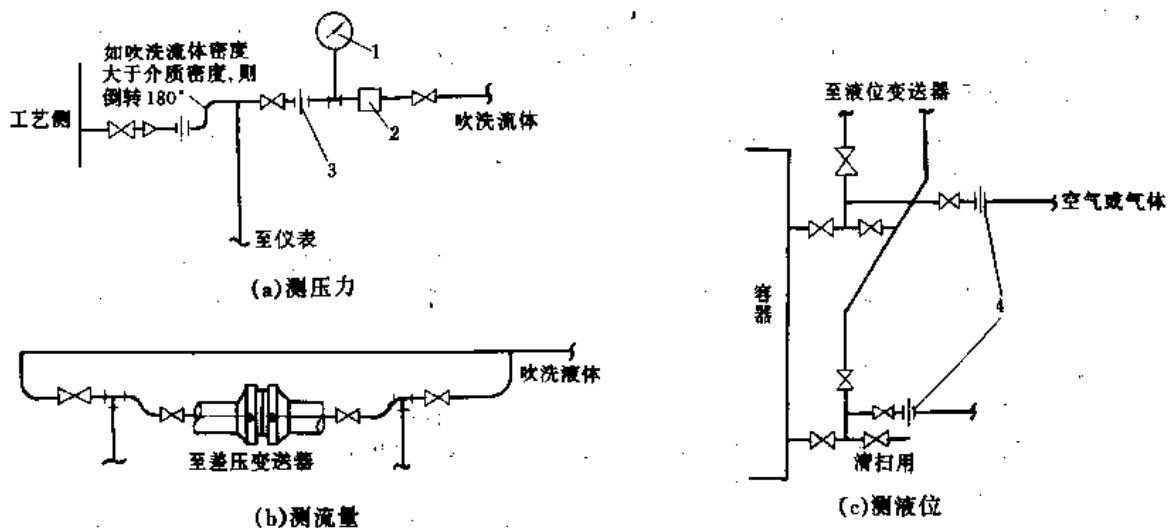 如吹洗流体密度
大于介质密度,则
倒转180°
工艺侧
1
2
3
吹洗流体
至仪表
(a)测压力
吹洗液体
至差压变送器
(b)测流量
至液位变送器
空气或气体
容器
4
清扫用
(c)测液位